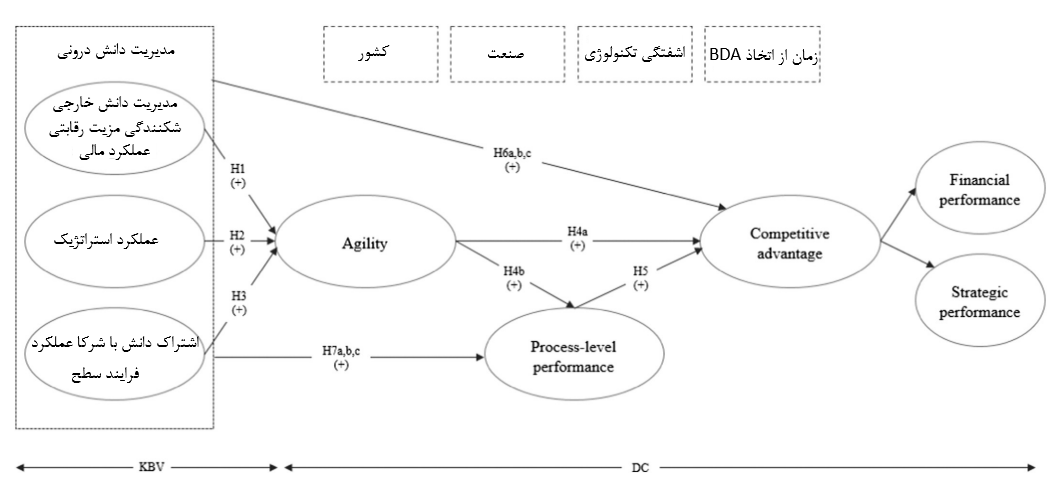 مدیریت دانش درونی
کشور
صنعت
اشفتگی تکنولوژی
زمان از اتخاذ BDA
مدیریت دانش خارجی
شکنندگی مزیت رقابتی
عملکرد مالی
H1
(+)
H6a,b,c
(+)
Financial
performance
عملکرد استراتژیک
H2
(+)
Agility
H4a
(+)
Competitive
advantage
H4b
(+)
H5
(+)
H3
(+)
Strategic
performance
اشتراک دانش با شرکا عملکرد
فرایند سطح
H7a,b,c
(+)
Process-level
performance
KBV
DC